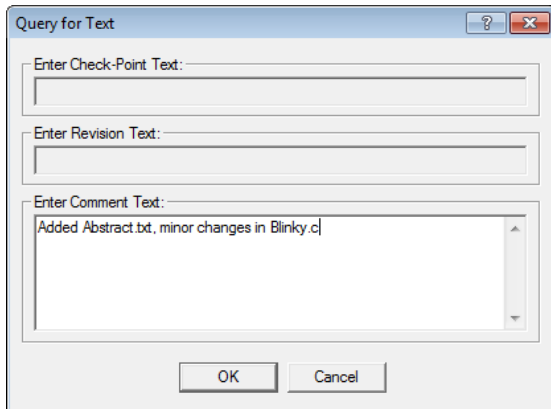 Query for Text
Enter Check-Point Text:
Enter Revision Text:
Enter Comment Text:
Added Abstract.txt, minor changes in Blinky.c
OK
Cancel